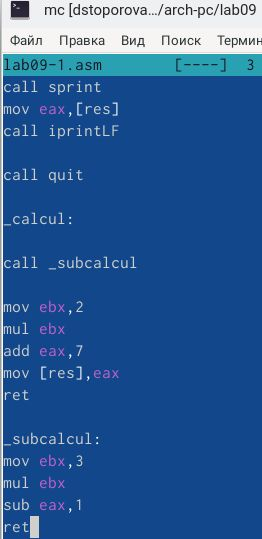 mc [dstoporova.../arch-pc/lab09
Файл Правка Вид Поиск Термин
lab09-1.asm [----] 3
call sprint
mov eax,[res]
call iprintLF
call quit
_calcul:
call _subcalcul
mov ebx,2
mul ebx
add eax,7
mov [res],eax
ret
_subcalcul:
mov ebx,3
mul ebx
sub eax,1
ret